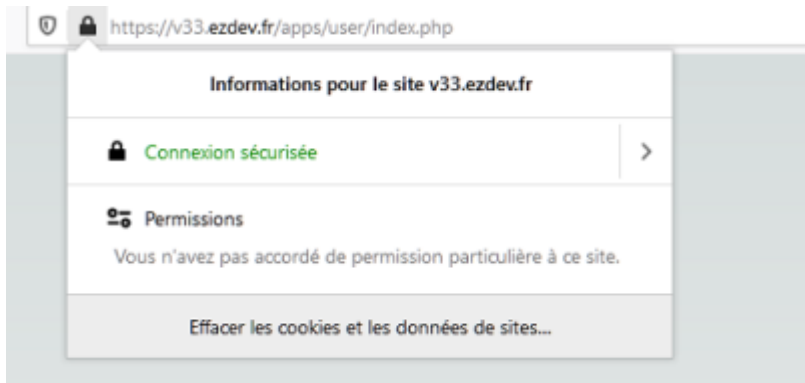 https://v33.ezdev.fr/apps/user/index.php
Informations pour le site v33.ezdev.fr
Connexion sécurisée
Permissions
Vous n'avez pas accordé de permission particulière à ce site.
Effacer les cookies et les données de sites...